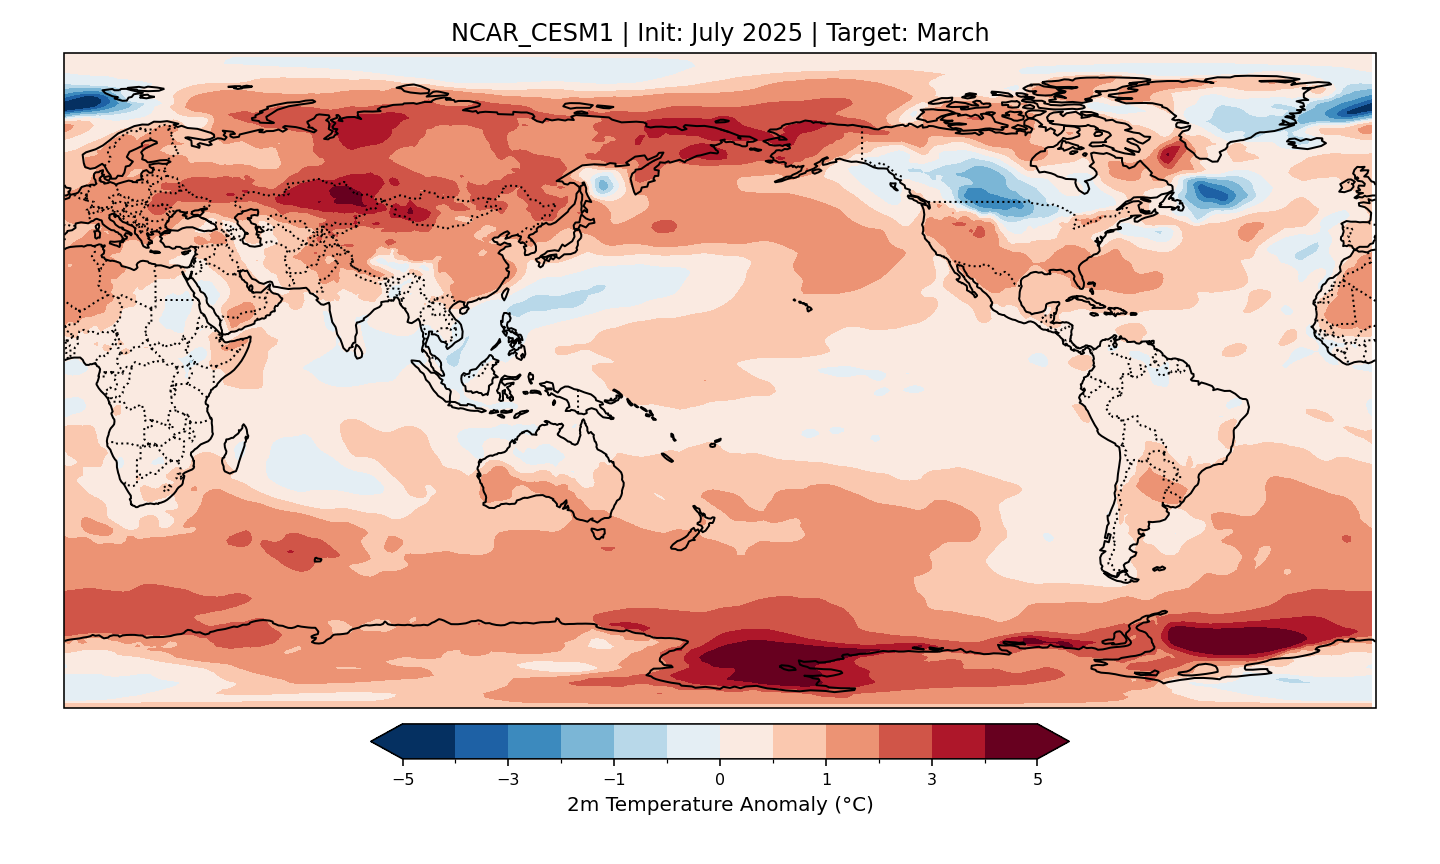 NCAR_CESM1 | Init: July 2025 | Target: March
−5 −3 −1 0 1 3 5
2m Temperature Anomaly (°C)